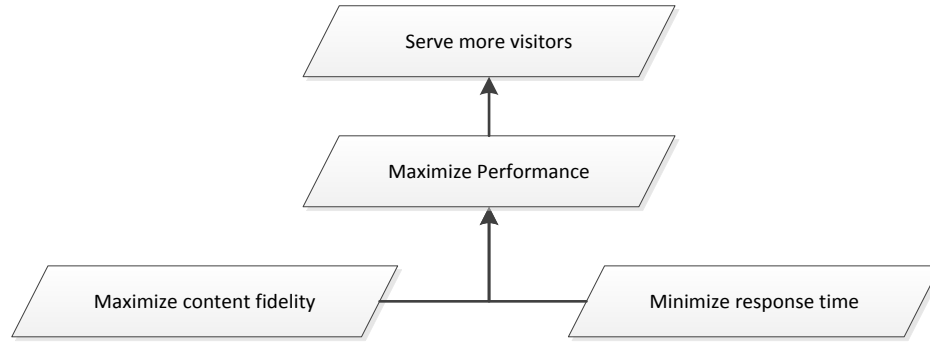 Serve more visitors
Maximize Performance
Maximize content fidelity
Minimize response time